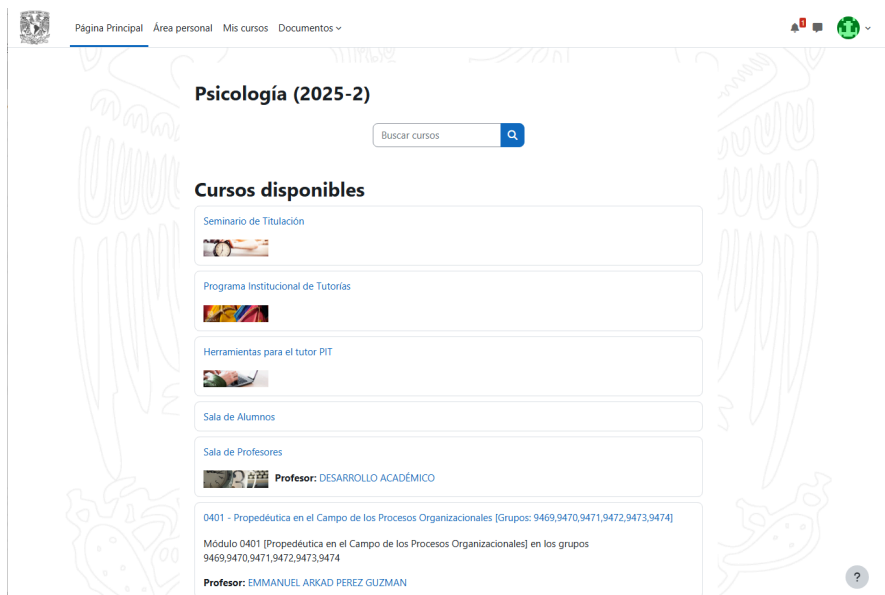 Página Principal Área personal Mis cursos Documentos
1
Psicología (2025-2)
Buscar cursos
Cursos disponibles
Seminario de Titulación
Programa Institucional de Tutorías
Herramientas para el tutor PIT
Sala de Alumnos
Sala de Profesores
Profesor: DESARROLLO ACADÉMICO
0401 - Propedéutica en el Campo de los Procesos Organizacionales [Grupos: 9469,9470,9471,9472,9473,9474]
Módulo 0401 [Propedéutica en el Campo de los Procesos Organizacionales] en los grupos
9469,9470,9471,9472,9473,9474
Profesor: EMMANUEL ARKAD PEREZ GUZMAN
?